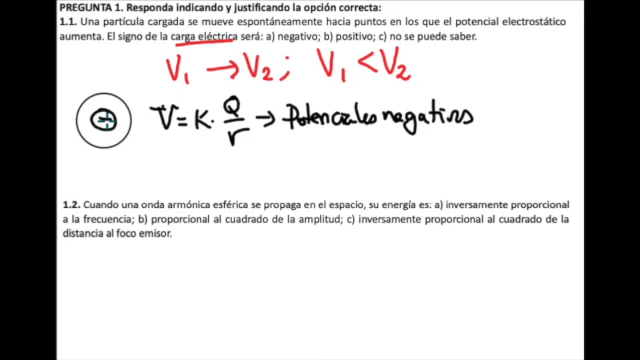 PREGUNTA 1. Responda indicando y justificando la opción correcta:
1.1. Una partícula cargada se mueve espontáneamente hacia puntos en los que el potencial electrostático
aumenta. El signo de la carga eléctrica será: a) negativo; b) positivo; c) no se puede saber.
V₁ → V₂ ; V₁ < V₂
⊖ V = K · Q/r → Potenciales negativos
1.2. Cuando una onda armónica esférica se propaga en el espacio, su energía es: a) inversamente proporcional
a la frecuencia; b) proporcional al cuadrado de la amplitud; c) inversamente proporcional al cuadrado de la
distancia al foco emisor.